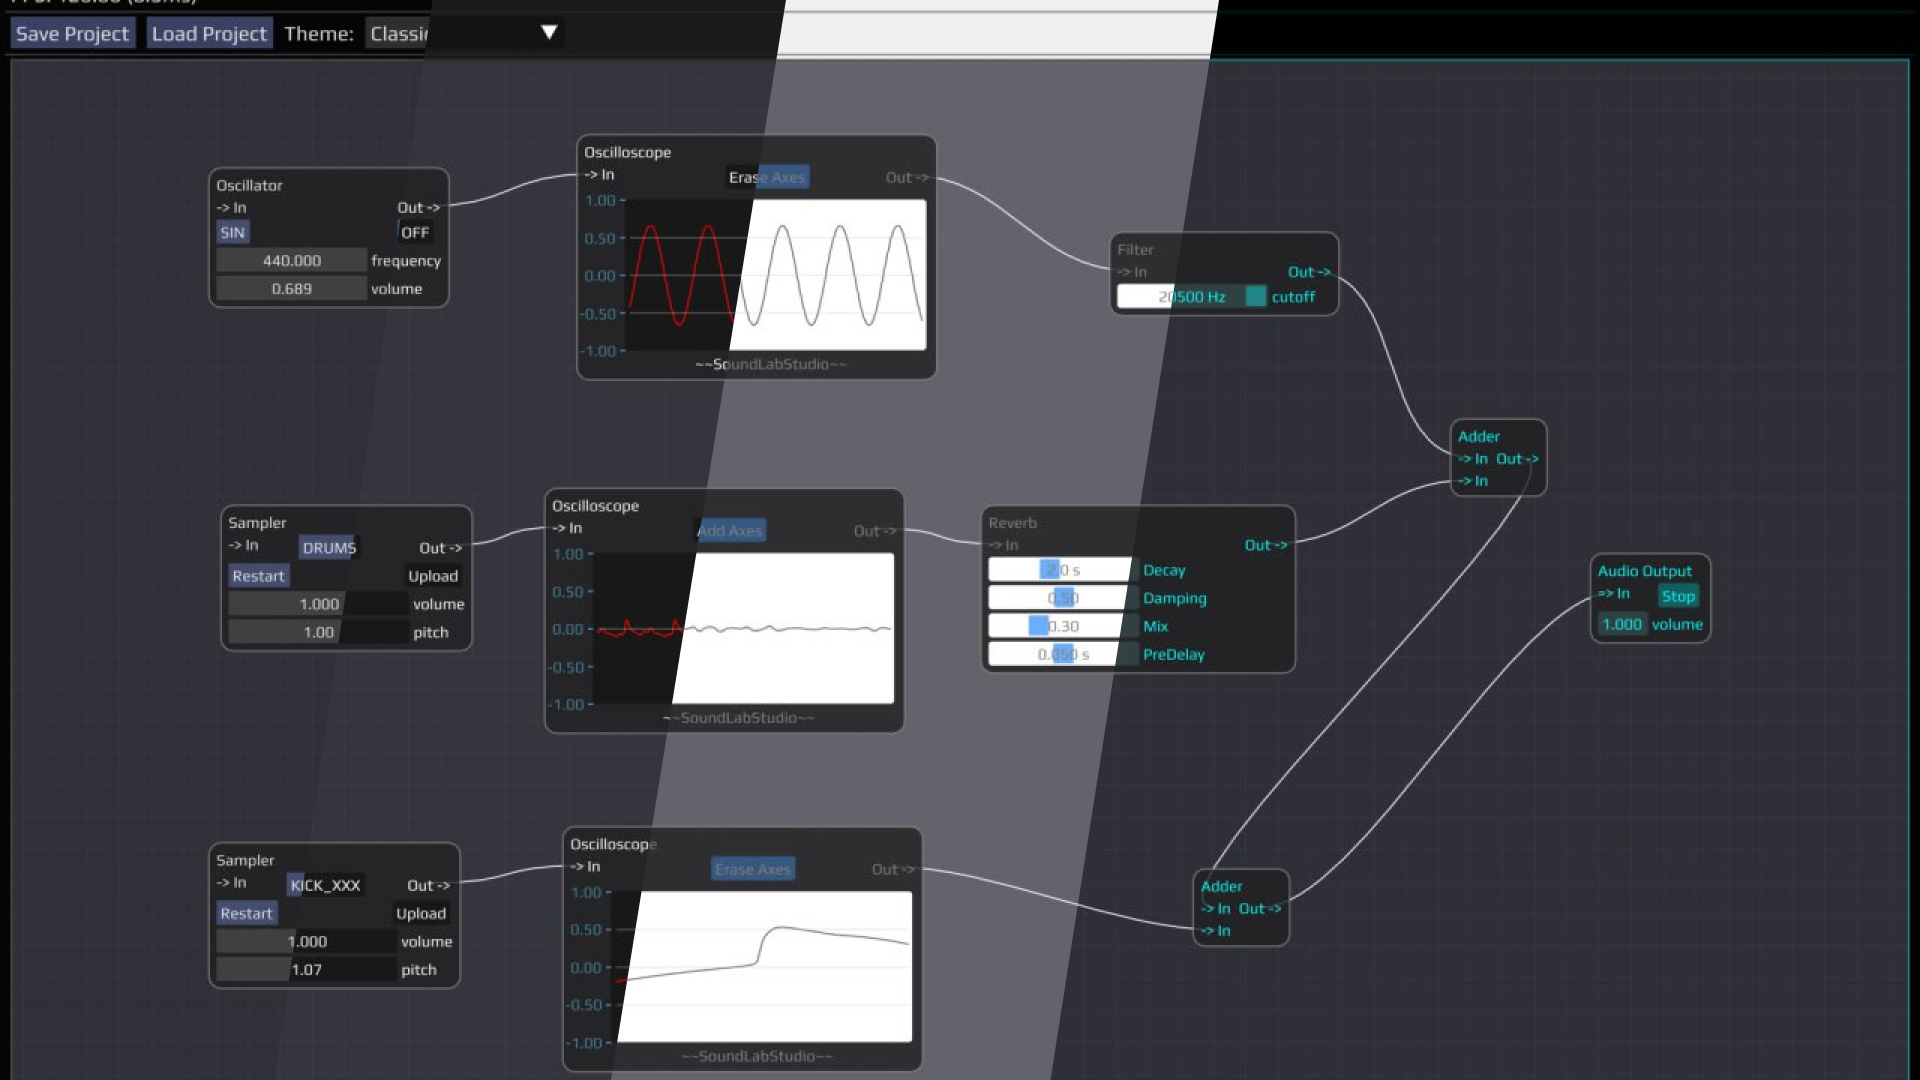 Save Project Load Project Theme: Classic
Oscillator
-> In Out ->
SIN OFF
440.000 frequency
0.689 volume
Oscilloscope
-> In Erase Axes Out ->
1.00
0.50
0.00
-0.50
-1.00
~~SoundLabStudio~~
Filter
-> In Out ->
20500 Hz cutoff
Adder
-> In Out ->
-> In
Sampler
-> In DRUMS Out ->
Restart Upload
1.000 volume
1.00 pitch
Oscilloscope
-> In Add Axes Out ->
1.00
0.50
0.00
-0.50
-1.00
~~SoundLabStudio~~
Reverb
-> In Out ->
2.0 s Decay
0.50 Damping
0.30 Mix
0.050 s PreDelay
Audio Output
=> In Stop
1.000 volume
Sampler
-> In KICK_XXX Out ->
Restart Upload
1.000 volume
1.07 pitch
Oscilloscope
-> In Erase Axes Out ->
1.00
0.50
0.00
-0.50
-1.00
~~SoundLabStudio~~
Adder
-> In Out ->
-> In